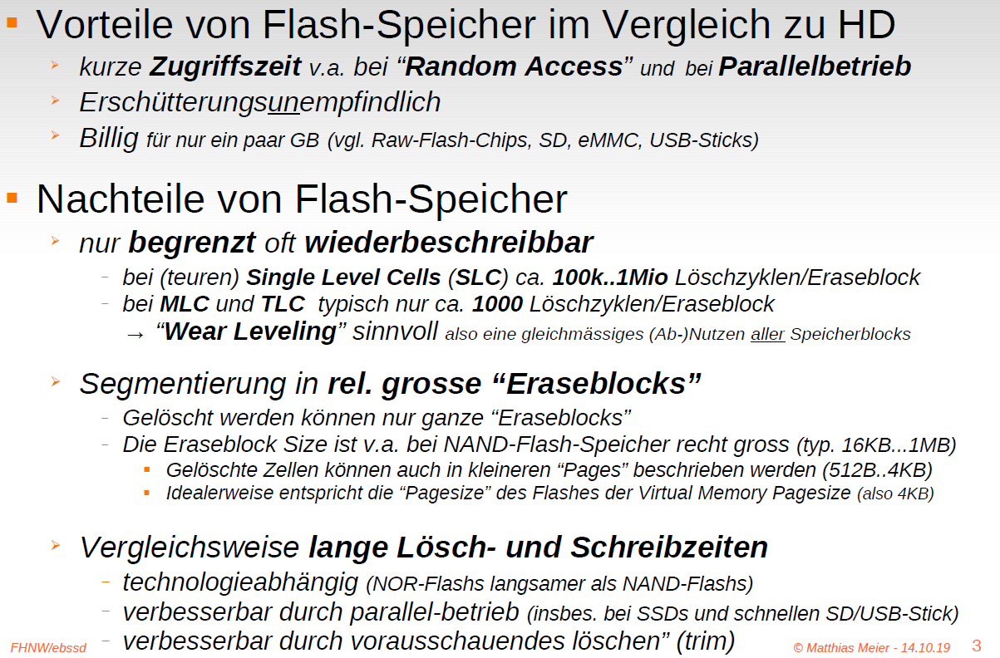 Vorteile von Flash-Speicher im Vergleich zu HD
kurze Zugriffszeit v.a. bei “Random Access” und bei Parallelbetrieb
Erschütterungsunempfindlich
Billig für nur ein paar GB (vgl. Raw-Flash-Chips, SD, eMMC, USB-Sticks)
Nachteile von Flash-Speicher
nur begrenzt oft wiederbeschreibbar
bei (teuren) Single Level Cells (SLC) ca. 100k..1Mio Löschzyklen/Eraseblock
bei MLC und TLC typisch nur ca. 1000 Löschzyklen/Eraseblock
→ “Wear Leveling” sinnvoll also eine gleichmässiges (Ab-)Nutzen aller Speicherblocks
Segmentierung in rel. grosse “Eraseblocks”
Gelöscht werden können nur ganze “Eraseblocks”
Die Eraseblock Size ist v.a. bei NAND-Flash-Speicher recht gross (typ. 16KB...1MB)
Gelöschte Zellen können auch in kleineren “Pages” beschrieben werden (512B..4KB)
Idealerweise entspricht die “Pagesize” des Flashes der Virtual Memory Pagesize (also 4KB)
Vergleichsweise lange Lösch- und Schreibzeiten
technologieabhängig (NOR-Flashs langsamer als NAND-Flashs)
verbesserbar durch parallel-betrieb (insbes. bei SSDs und schnellen SD/USB-Stick)
verbesserbar durch vorausschauendes löschen” (trim)
FHNW/ebssd
© Matthias Meier - 14.10.19 3